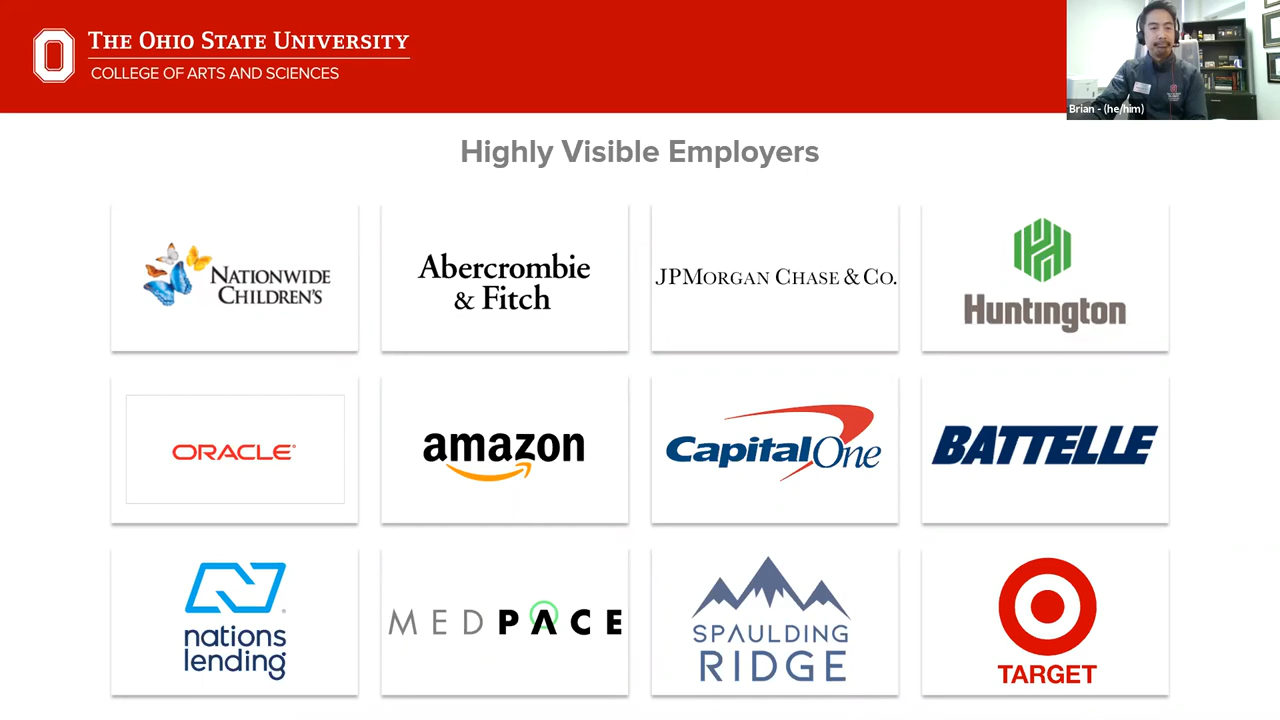 THE OHIO STATE UNIVERSITY
COLLEGE OF ARTS AND SCIENCES
Brian - (he/him)
Highly Visible Employers
NATIONWIDE
CHILDREN'S
Abercrombie
& Fitch
JPMORGAN CHASE & CO.
Huntington
ORACLE
amazon
Capital One
BATTELLE
nations
lending
MEDPACE
SPAULDING
RIDGE
TARGET